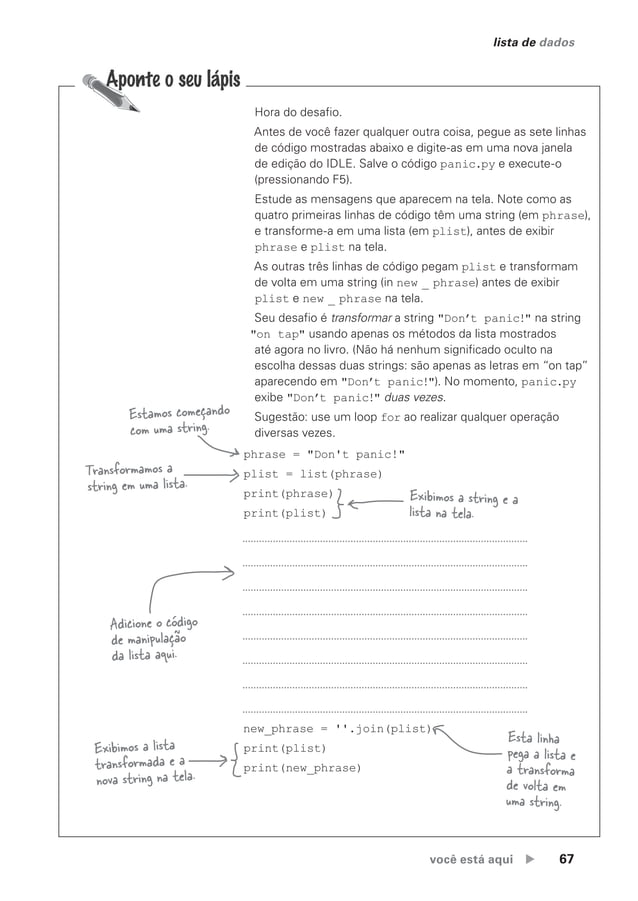 lista de dados
Aponte o seu lápis
Hora do desafio.
Antes de você fazer qualquer outra coisa, pegue as sete linhas
de código mostradas abaixo e digite-as em uma nova janela
de edição do IDLE. Salve o código panic.py e execute-o
(pressionando F5).
Estude as mensagens que aparecem na tela. Note como as
quatro primeiras linhas de código têm uma string (em phrase),
e transforme-a em uma lista (em plist), antes de exibir
phrase e plist na tela.
As outras três linhas de código pegam plist e transformam
de volta em uma string (in new _ phrase) antes de exibir
plist e new _ phrase na tela.
Seu desafio é transformar a string "Don't panic!" na string
"on tap" usando apenas os métodos da lista mostrados
até agora no livro. (Não há nenhum significado oculto na
escolha dessas duas strings: são apenas as letras em “on tap”
aparecendo em "Don't panic!"). No momento, panic.py
exibe "Don't panic!" duas vezes.
Sugestão: use um loop for ao realizar qualquer operação
diversas vezes.
Estamos começando
com uma string.
phrase = "Don't panic!"
Transformamos a
string em uma lista.
plist = list(phrase)
print(phrase)
print(plist)
Exibimos a string e a
lista na tela.
Adicione o código
de manipulação
da lista aqui.
new_phrase = ''.join(plist)
print(plist)
print(new_phrase)
Exibimos a lista
transformada e a
nova string na tela.
Esta linha
pega a lista e
a transforma
de volta em
uma string.
você está aqui ▶ 67